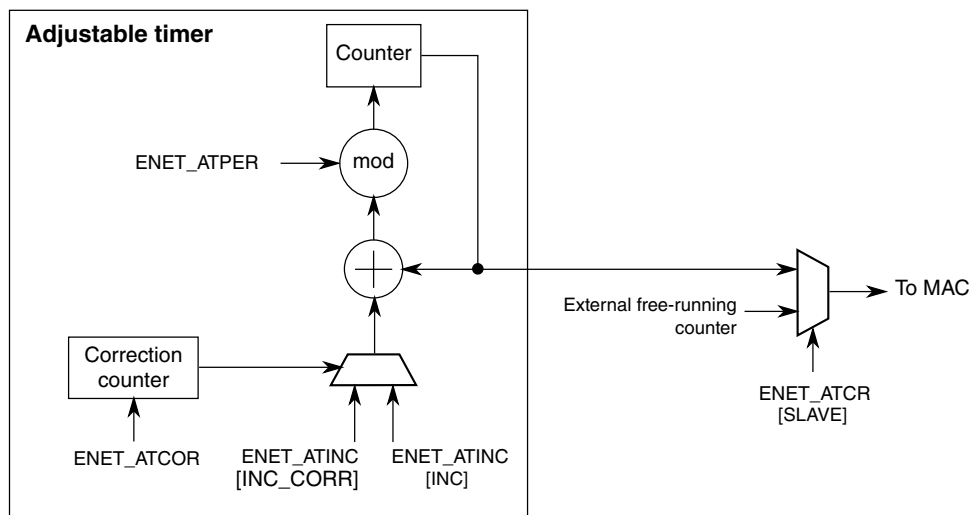 Adjustable timer
Counter
ENET_ATPER
mod
External free-running
counter
To MAC
Correction
counter
ENET_ATCR
[SLAVE]
ENET_ATCOR
ENET_ATINC
[INC_CORR]
ENET_ATINC
[INC]